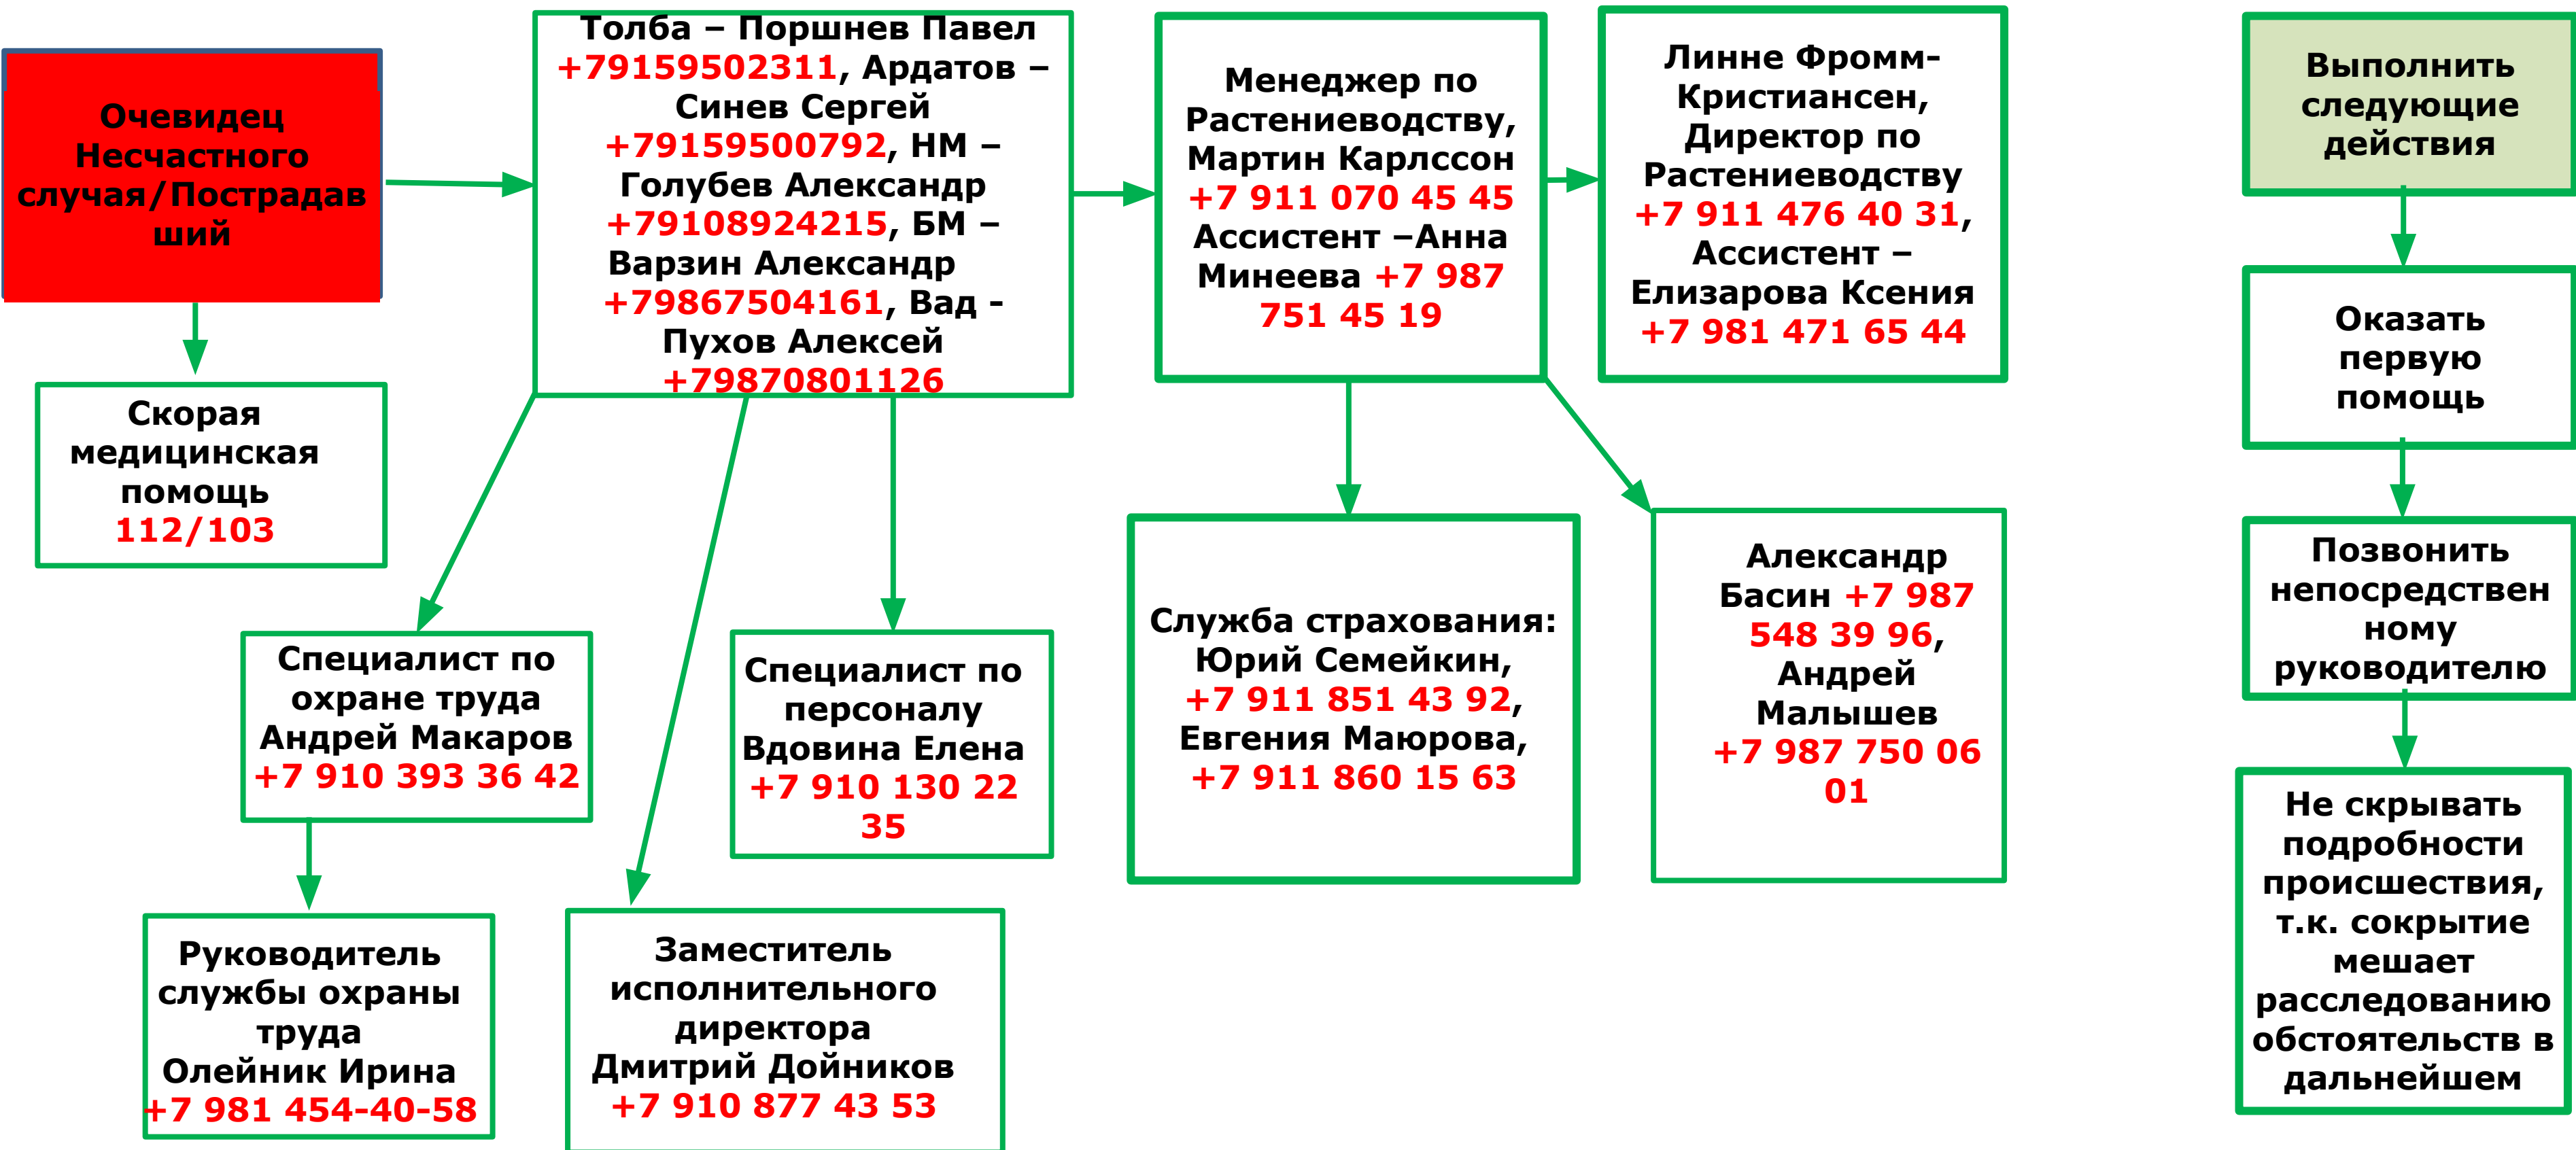 Очевидец
Несчастного
случая/Пострадав
ший
Скорая
медицинская
помощь
112/103
Толба – Поршнев Павел
+79159502311, Ардатов –
Синев Сергей
+79159500792, НМ –
Голубев Александр
+79108924215, БМ –
Варзин Александр
+79867504161, Вад -
Пухов Алексей
+79870801126
Специалист по
охране труда
Андрей Макаров
+7 910 393 36 42
Руководитель
службы охраны
труда
Олейник Ирина
+7 981 454-40-58
Заместитель
исполнительного
директора
Дмитрий Дойников
+7 910 877 43 53
Специалист по
персоналу
Вдовина Елена
+7 910 130 22
35
Менеджер по
Растениеводству,
Мартин Карлссон
+7 911 070 45 45
Ассистент –Анна
Минеева +7 987
751 45 19
Линне Фромм-
Кристиансен,
Директор по
Растениеводству
+7 911 476 40 31,
Ассистент –
Елизарова Ксения
+7 981 471 65 44
Служба страхования:
Юрий Семейкин,
+7 911 851 43 92,
Евгения Маюрова,
+7 911 860 15 63
Александр
Басин +7 987
548 39 96,
Андрей
Малышев
+7 987 750 06
01
Выполнить
следующие
действия
Оказать
первую
помощь
Позвонить
непосредствен
ному
руководителю
Не скрывать
подробности
происшествия,
т.к. сокрытие
мешает
расследованию
обстоятельств в
дальнейшем